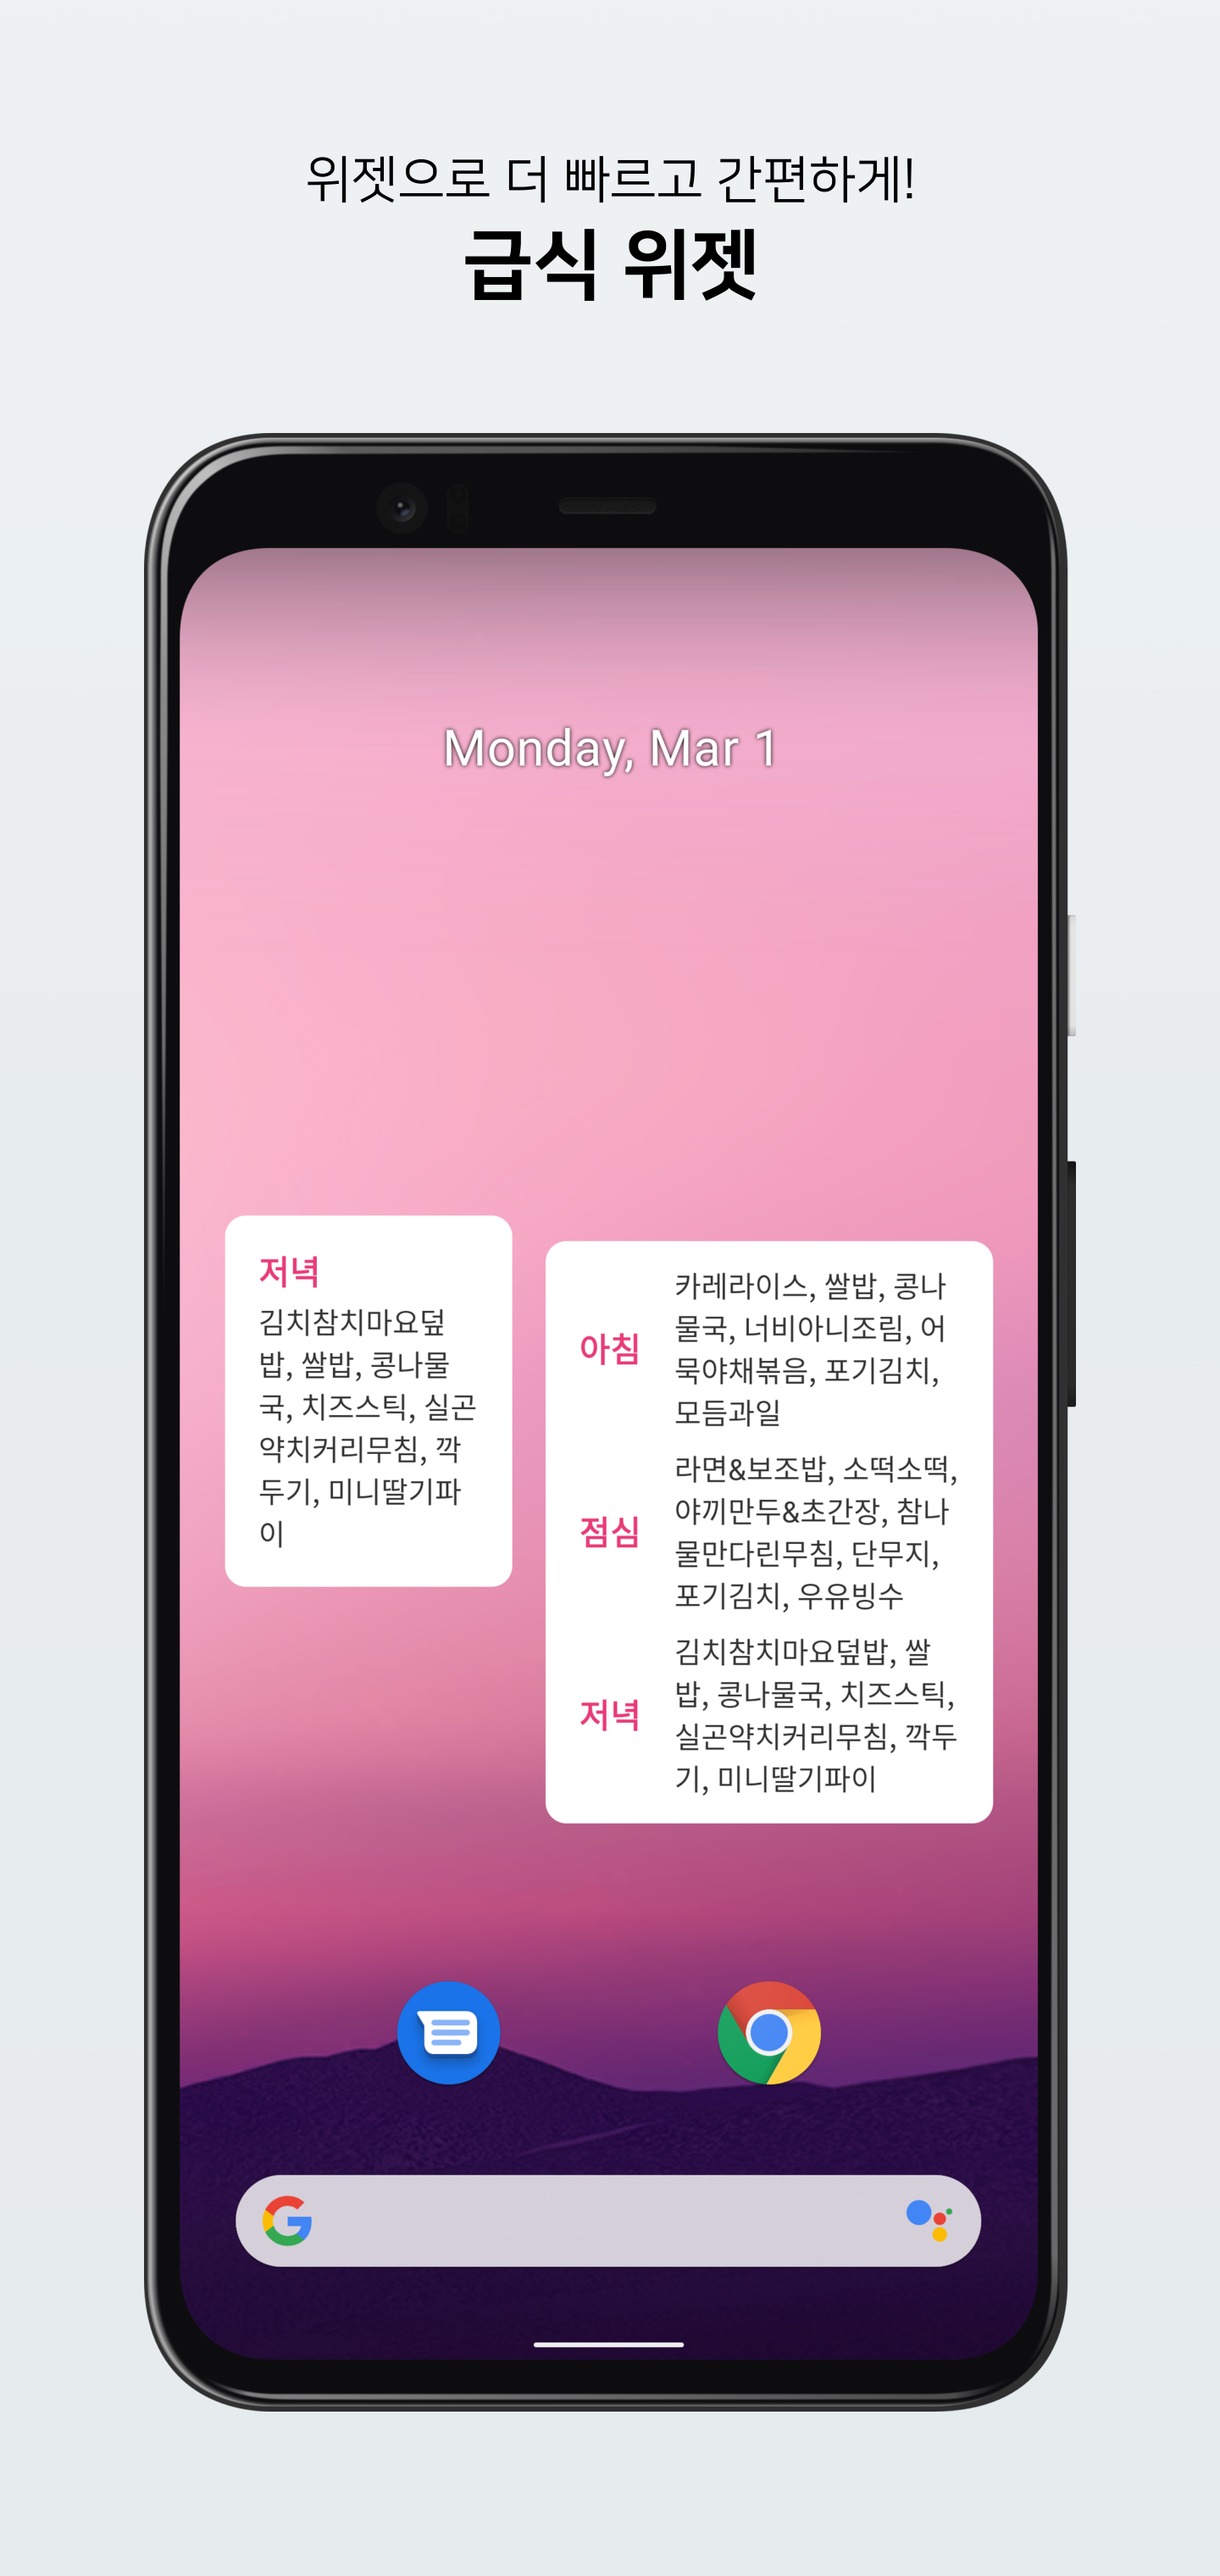 위젯으로 더 빠르고 간편하게!
급식 위젯
Monday, Mar 1
저녁
김치참치마요덮
밥, 쌀밥, 콩나물
국, 치즈스틱, 실곤
약치커리무침, 깍
두기, 미니딸기파
이
아침
카레라이스, 쌀밥, 콩나
물국, 너비아니조림, 어
묵야채볶음, 포기김치,
모듬과일
점심
라면&보조밥, 소떡소떡,
야끼만두&초간장, 참나
물만다린무침, 단무지,
포기김치, 우유빙수
저녁
김치참치마요덮밥, 쌀
밥, 콩나물국, 치즈스틱,
실곤약치커리무침, 깍두
기, 미니딸기파이